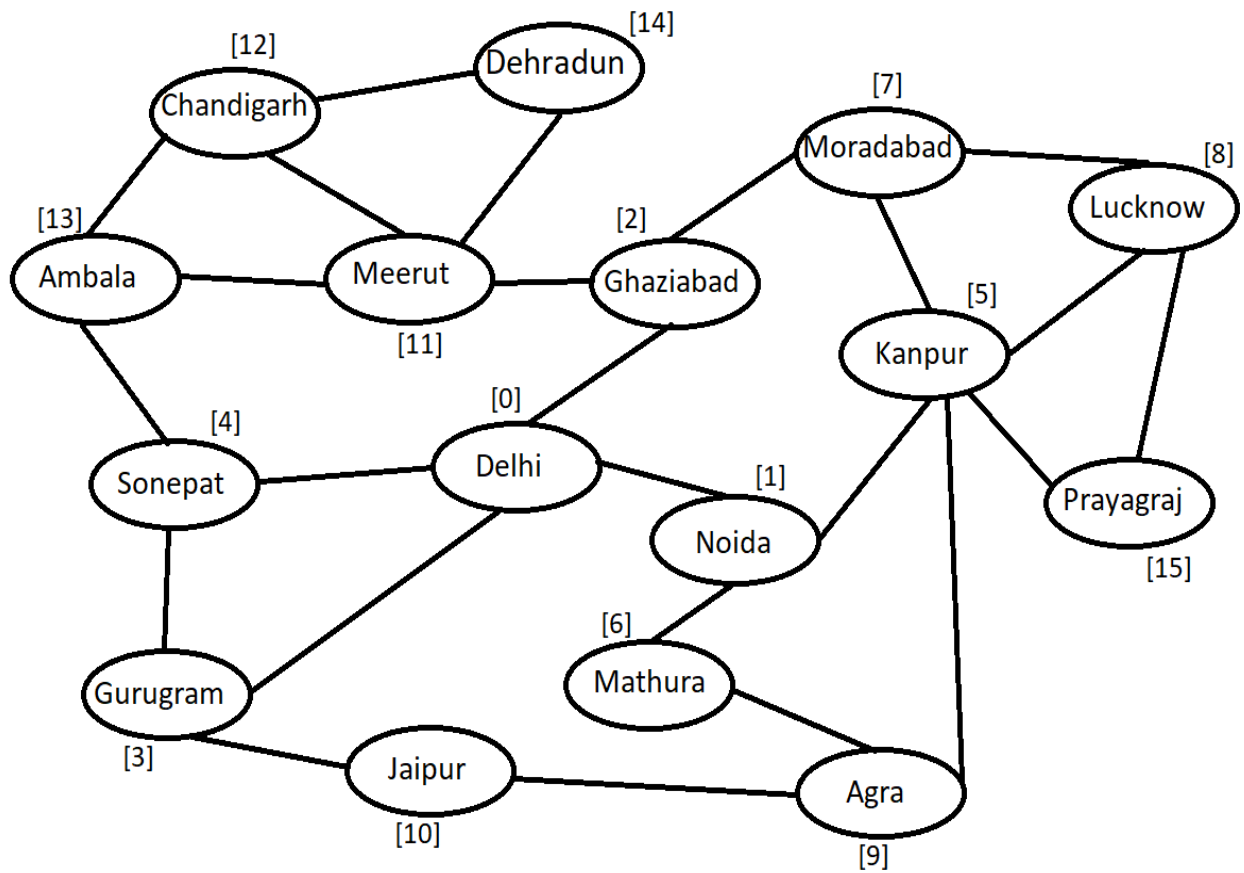 [14]
[12]
Dehradun
Chandigarh
[7]
Moradabad
[8]
Lucknow
[13]
[2]
Ambala
Meerut
Ghaziabad
[11]
[5]
Kanpur
[0]
[4]
Delhi
Sonepat
[1]
Noida
Prayagraj
[15]
[6]
Mathura
Gurugram
[3]
Jaipur
[10]
Agra
[9]